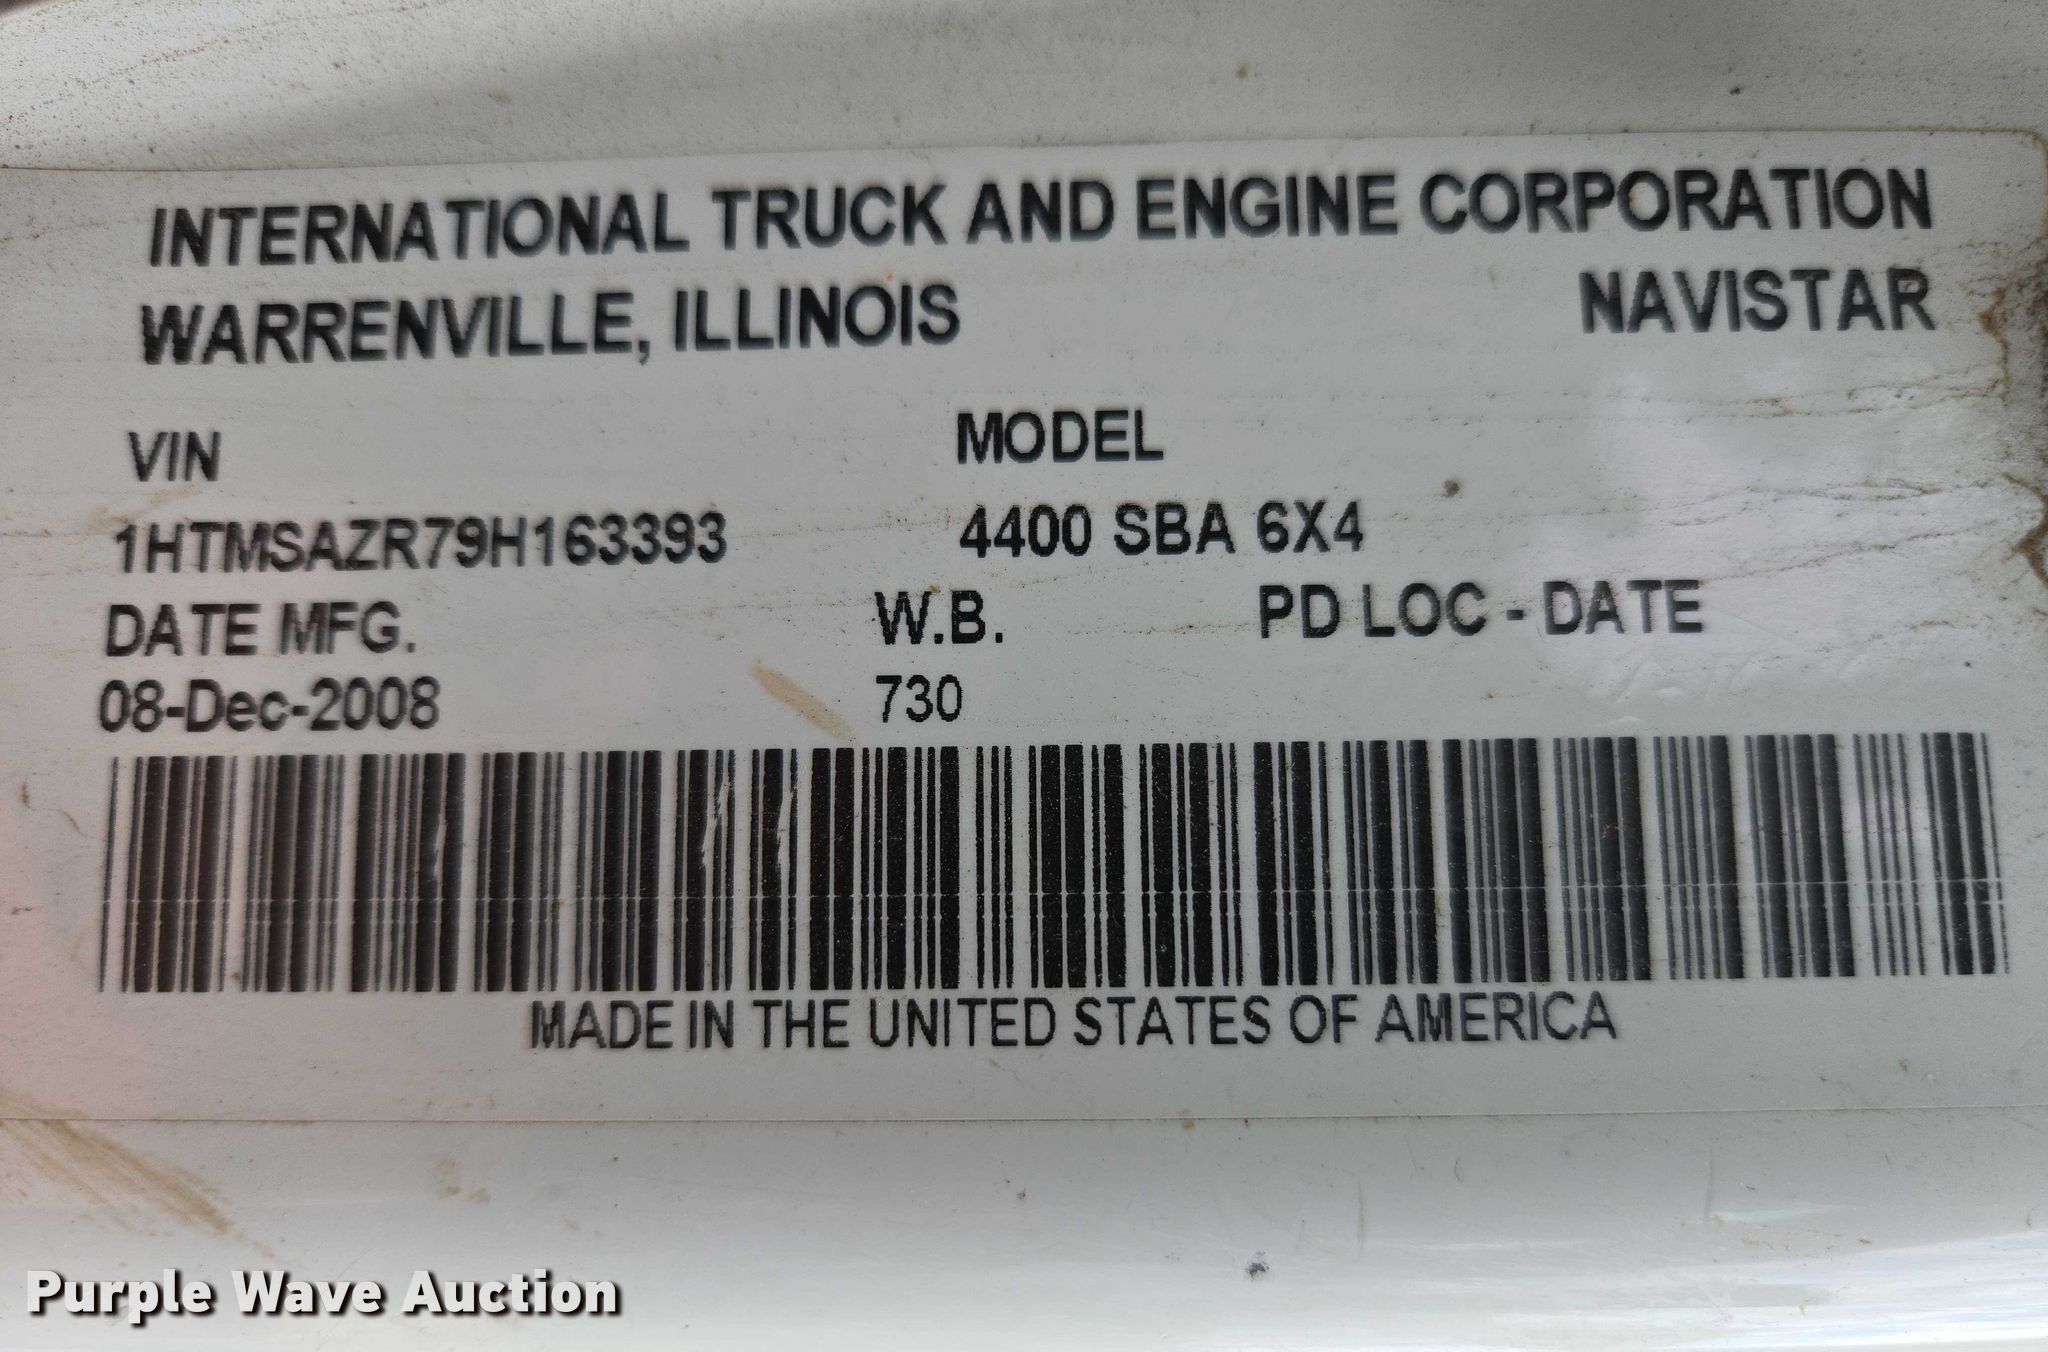 INTERNATIONAL TRUCK AND ENGINE CORPORATION
WARRENVILLE, ILLINOIS NAVISTAR
VIN MODEL
1HTMSAZR79H163393 4400 SBA 6X4
DATE MFG. W.B. PD LOC - DATE
08-Dec-2008 730
MADE IN THE UNITED STATES OF AMERICA
Purple Wave Auction